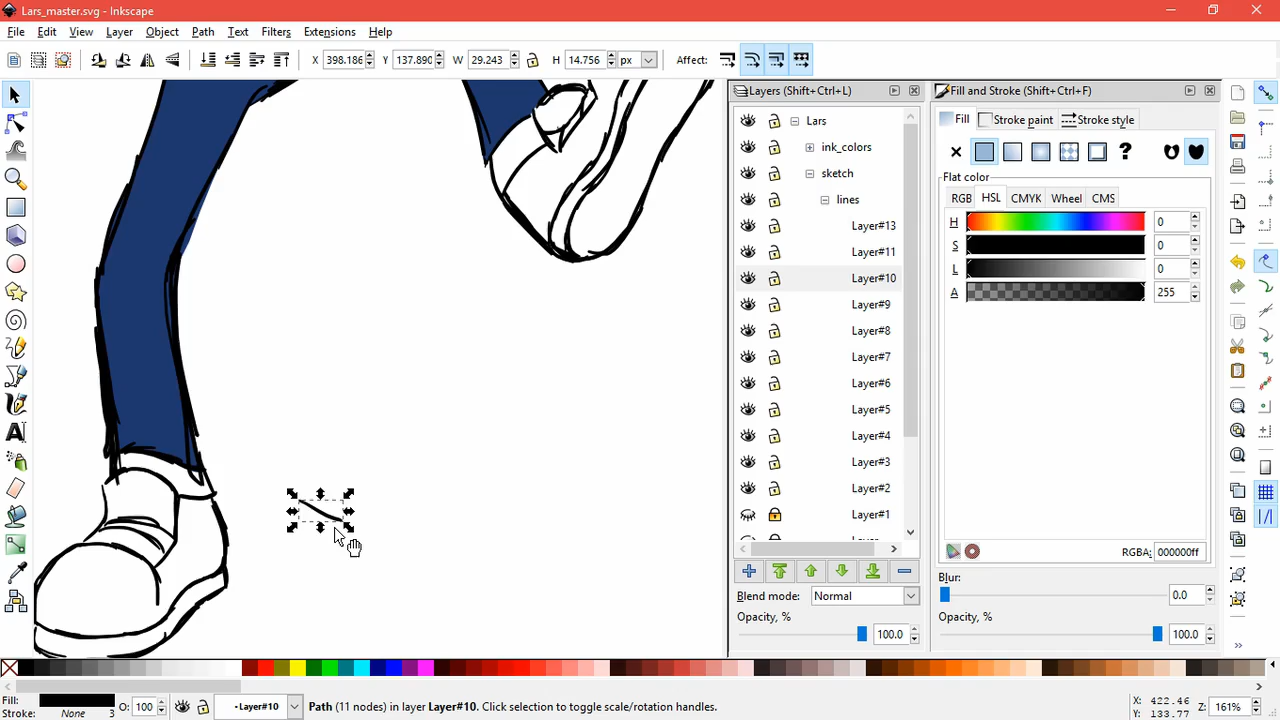 Lars_master.svg - Inkscape
File Edit View Layer Object Path Text Filters Extensions Help
X 398.186 Y 137.890 W 29.243 H 14.756 px Affect:
Layers (Shift+Ctrl+L)
Lars
ink_colors
sketch
lines
Layer#13
Layer#11
Layer#10
Layer#9
Layer#8
Layer#7
Layer#6
Layer#5
Layer#4
Layer#3
Layer#2
Layer#1
Blend mode: Normal
Opacity, %
100.0
Fill and Stroke (Shift+Ctrl+F)
Fill Stroke paint Stroke style
?
Flat color
RGB HSL CMYK Wheel CMS
H 0
S 0
L 0
A 255
RGBA: 000000ff
Blur:
0.0
Opacity, %
100.0
Fill:
Stroke: None 3
O: 100
•Layer#10
Path (11 nodes) in layer Layer#10. Click selection to toggle scale/rotation handles.
X: 422.46
Y: 133.77
Z: 161%